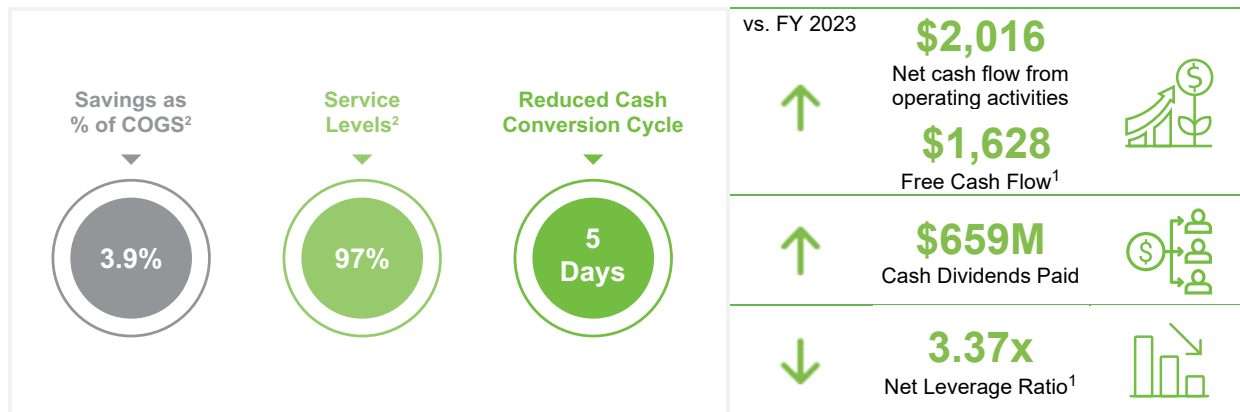 Savings as
% of COGS²
3.9%
Service
Levels²
97%
Reduced Cash
Conversion Cycle
5
Days
vs. FY 2023
$2,016
Net cash flow from
operating activities
$1,628
Free Cash Flow¹
$
$659M
Cash Dividends Paid
$
3.37x
Net Leverage Ratio¹